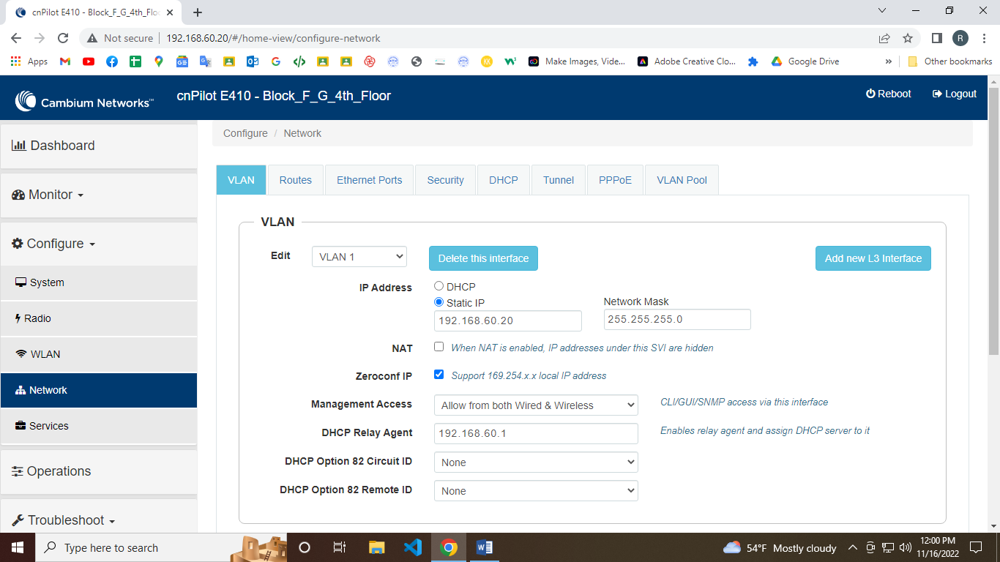 cnPilot E410 - Block_F_G_4th_Floo
Not secure 192.168.60.20/#/home-view/configure-network
R
Apps
Make Images, Vide...
Adobe Creative Clo...
Google Drive
Other bookmarks
Cambium Networks™
cnPilot E410 - Block_F_G_4th_Floor
Reboot
Logout
Configure / Network
Dashboard
Monitor
Configure
System
Radio
WLAN
Network
Services
Operations
Troubleshoot
VLAN Routes Ethernet Ports Security DHCP Tunnel PPPoE VLAN Pool
VLAN
Edit VLAN 1 Delete this interface Add new L3 Interface
IP Address DHCP
Static IP Network Mask
192.168.60.20 255.255.255.0
NAT When NAT is enabled, IP addresses under this SVI are hidden
Zeroconf IP Support 169.254.x.x local IP address
Management Access Allow from both Wired & Wireless CLI/GUI/SNMP access via this interface
DHCP Relay Agent 192.168.60.1 Enables relay agent and assign DHCP server to it
DHCP Option 82 Circuit ID None
DHCP Option 82 Remote ID None
Type here to search
54°F Mostly cloudy
12:00 PM
11/16/2022